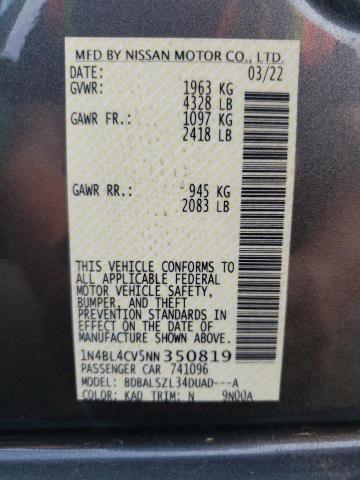 MFD BY NISSAN MOTOR CO., LTD.
DATE: 03/22
GVWR: 1963 KG
4328 LB
GAWR FR.: 1097 KG
2418 LB
GAWR RR.: 945 KG
2083 LB
THIS VEHICLE CONFORMS TO
ALL APPLICABLE FEDERAL
MOTOR VEHICLE SAFETY,
BUMPER, AND THEFT
PREVENTION STANDARDS IN
EFFECT ON THE DATE OF
MANUFACTURE SHOWN ABOVE.
1N4BL4CV5NN350819
PASSENGER CAR 741096
MODEL: BDBALSZL34DUAD---A
COLOR: KAD TRIM: N 9N00A